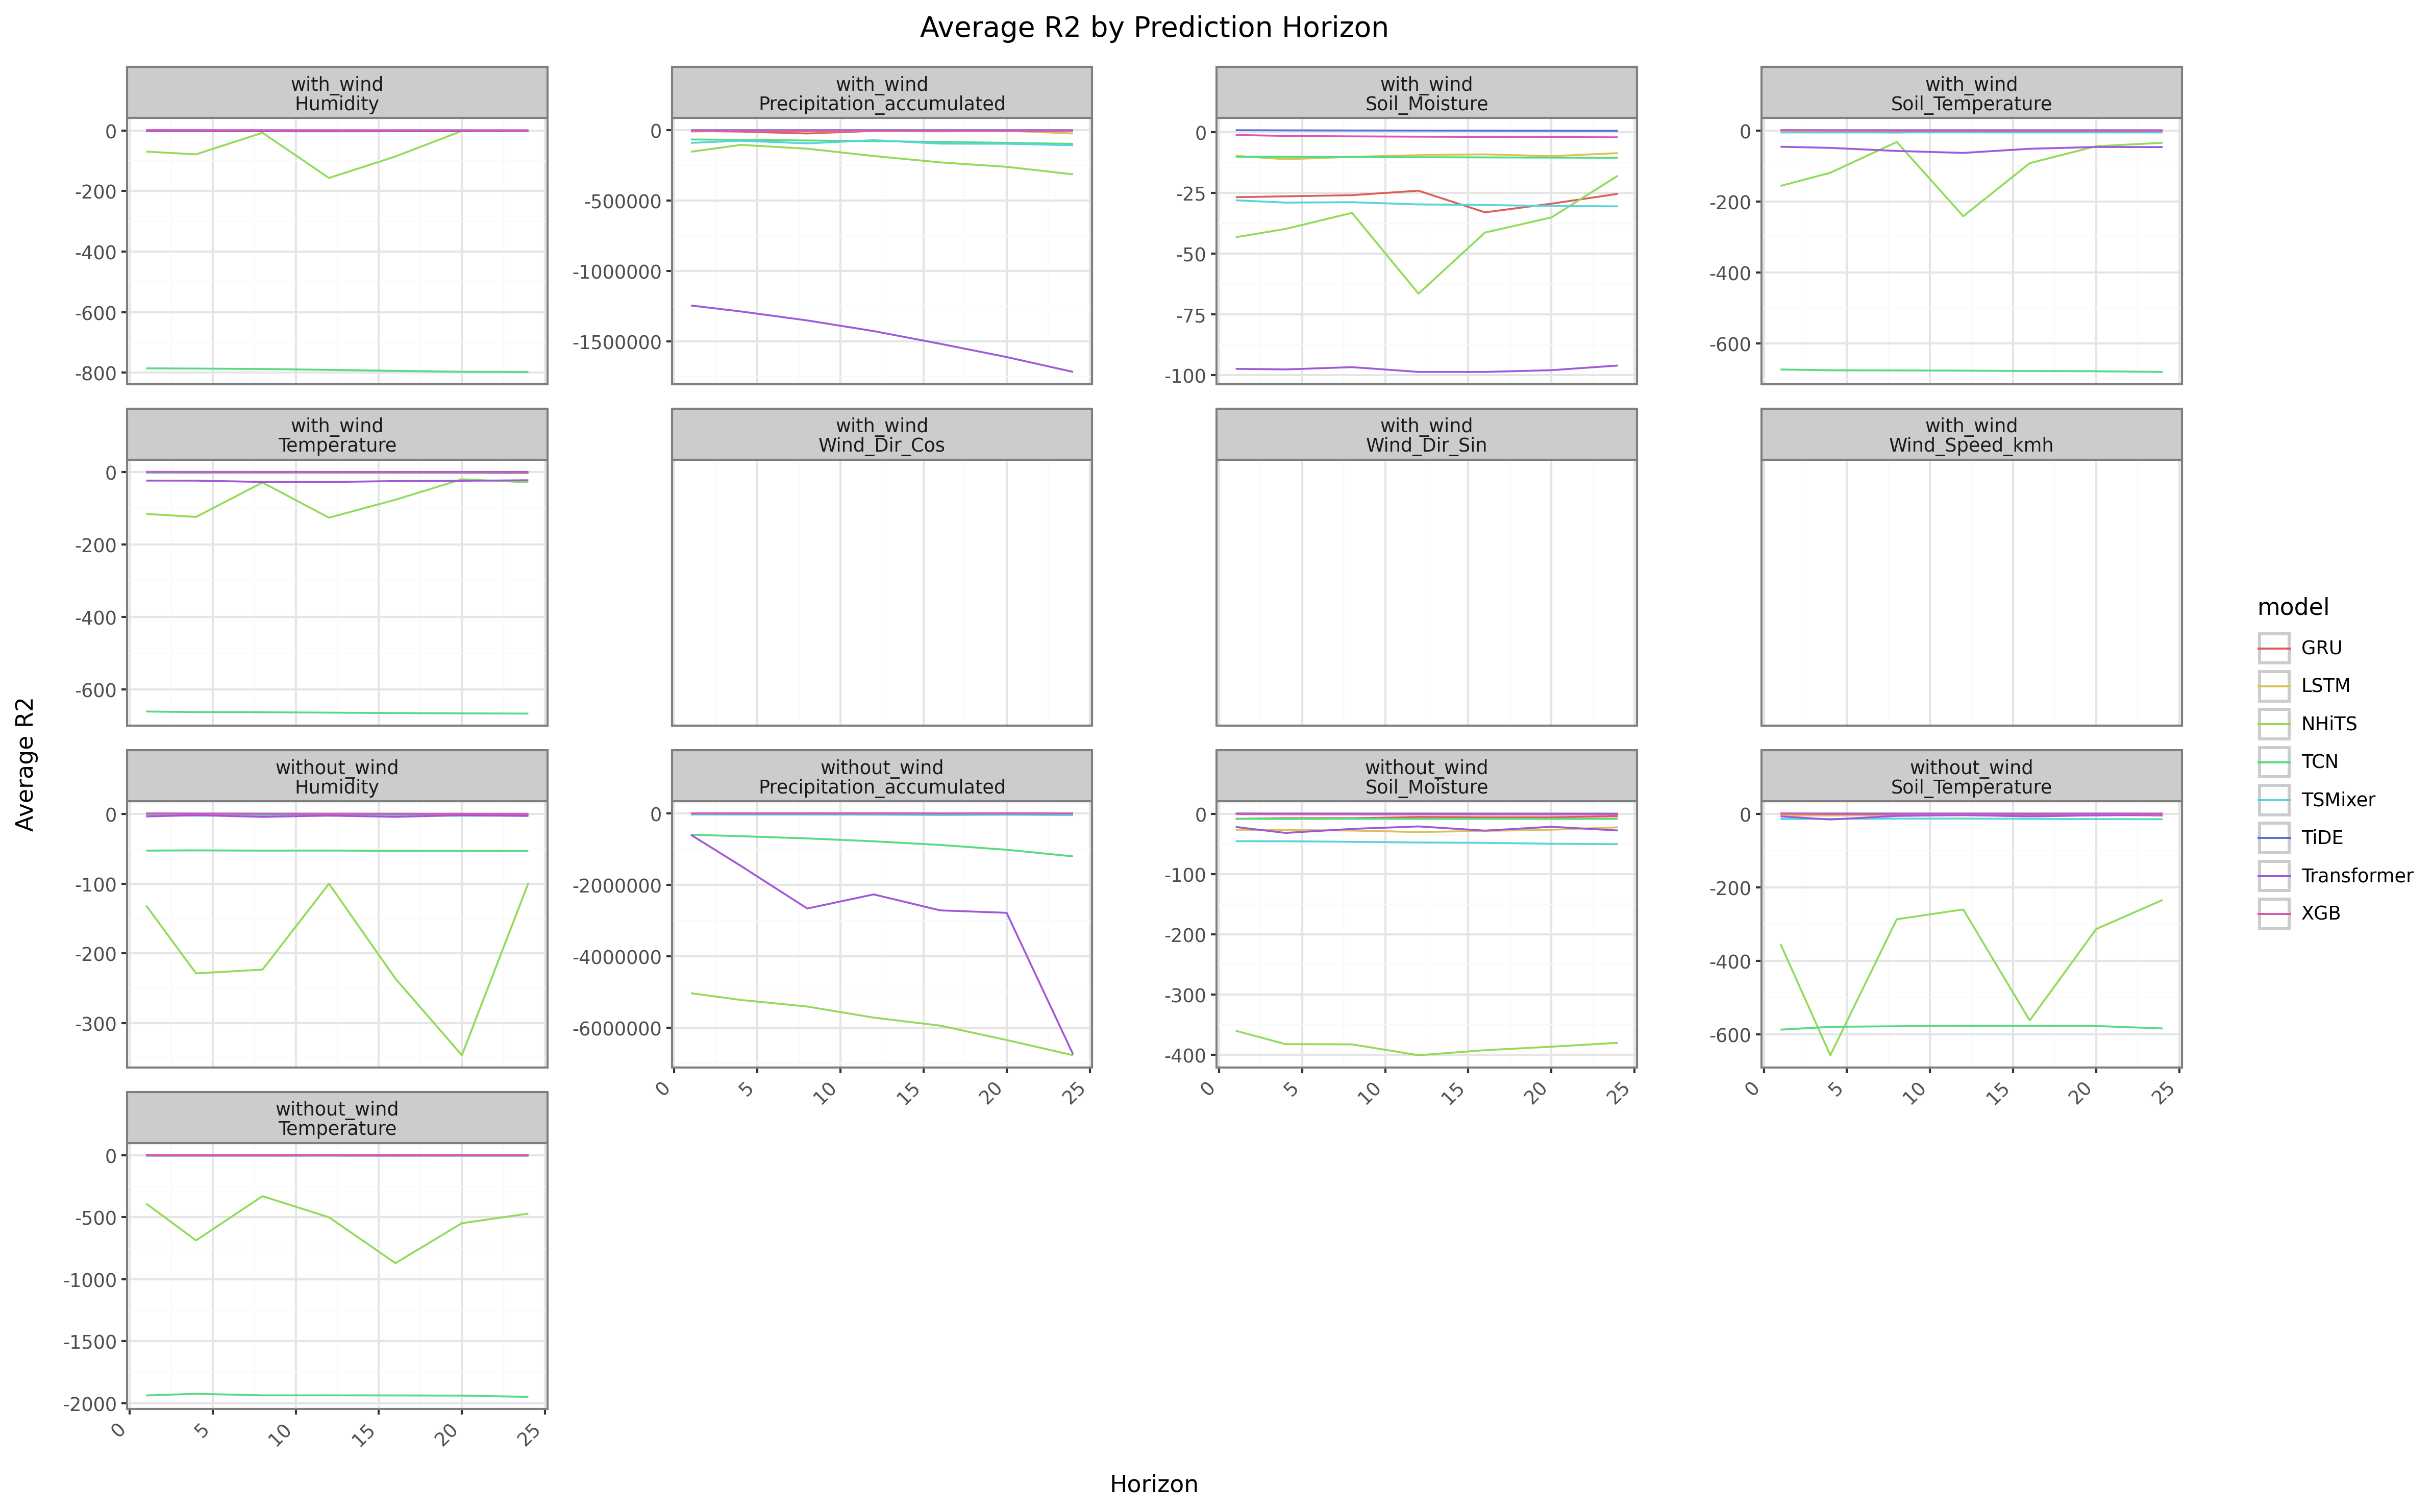 Average R2 by Prediction Horizon
with_wind
Humidity
with_wind
Precipitation_accumulated
with_wind
Soil_Moisture
with_wind
Soil_Temperature
0
-200
-400
-600
-800
0
-500000
-1000000
-1500000
0
-25
-50
-75
-100
0
-200
-400
-600
with_wind
Temperature
with_wind
Wind_Dir_Cos
with_wind
Wind_Dir_Sin
with_wind
Wind_Speed_kmh
0
-200
-400
-600
without_wind
Humidity
without_wind
Precipitation_accumulated
without_wind
Soil_Moisture
without_wind
Soil_Temperature
0
-100
-200
-300
0
-2000000
-4000000
-6000000
0
-100
-200
-300
-400
0
-200
-400
-600
0
5
10
15
20
25
0
5
10
15
20
25
0
5
10
15
20
25
without_wind
Temperature
0
-500
-1000
-1500
-2000
0
5
10
15
20
25
Average R2
Horizon
model
GRU
LSTM
NHiTS
TCN
TSMixer
TiDE
Transformer
XGB